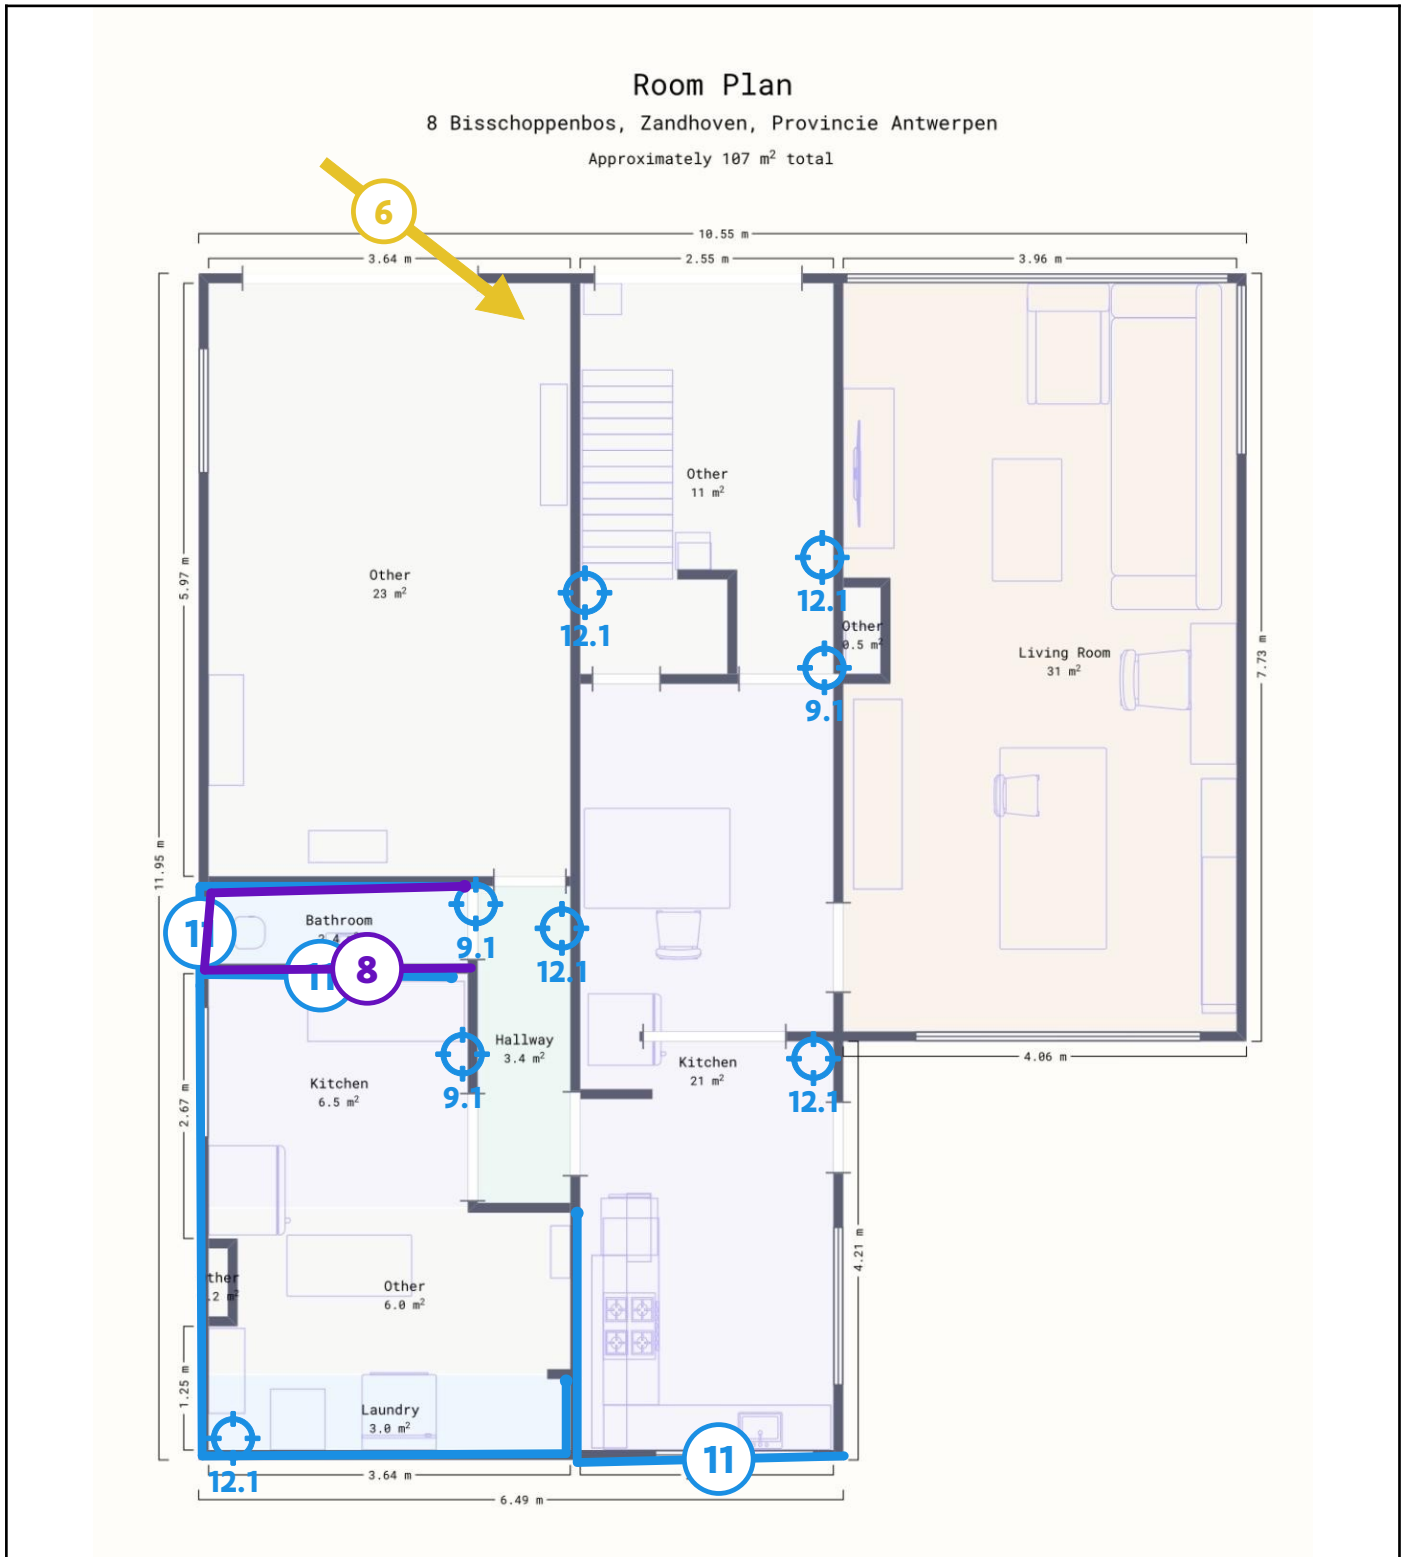 Room Plan
8 Bisschoppenbos, Zandhoven, Provincie Antwerpen
Approximately 107 m² total
6
10.55 m
3.64 m
2.55 m
3.96 m
Other
11 m²
5.97 m
Other
23 m²
12.1
12.1
Other
0.5 m²
Living Room
31 m²
7.73 m
9.1
11.95 m
11
Bathroom
9.1
12.1
11
8
Hallway
3.4 m²
Kitchen
21 m²
4.06 m
Kitchen
6.5 m²
9.1
12.1
2.67 m
4.21 m
Other
6.0 m²
1.25 m
Laundry
3.0 m²
11
12.1
3.64 m
6.49 m